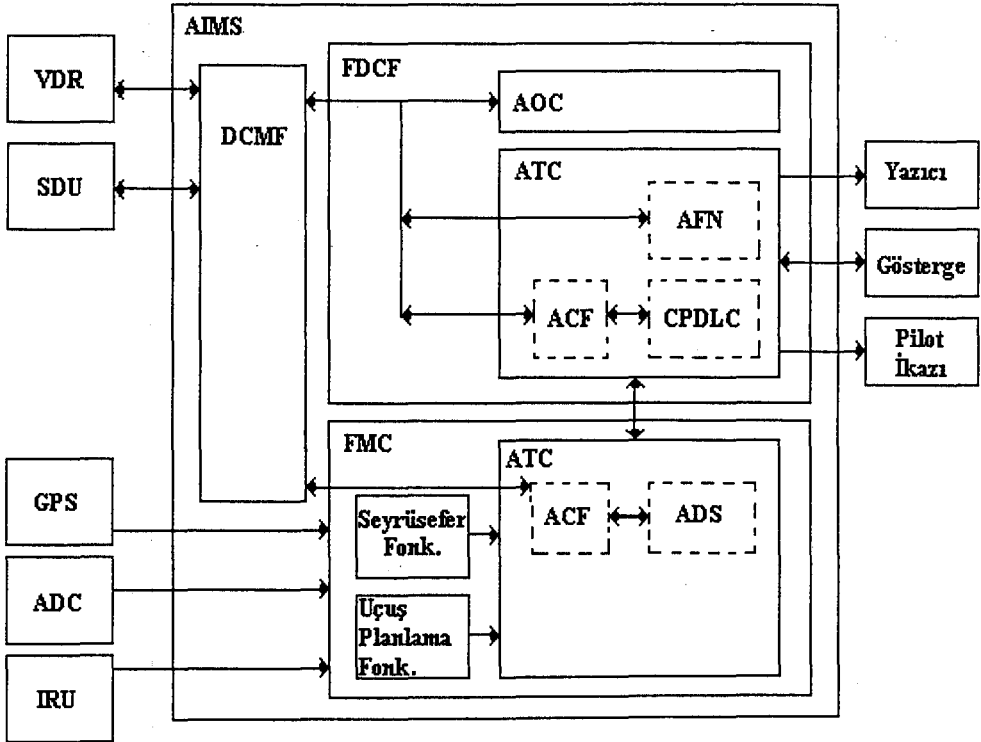 AIMS
VDR
SDU
DCMF
FDCF
AOC
ATC
AFN
ACF
CPDLC
Yazıcı
Gösterge
Pilot
İkazı
GPS
ADC
IRU
FMC
Seyrüsefer
Fonk.
Uçuş
Planlama
Fonk.
ATC
ACF
ADS